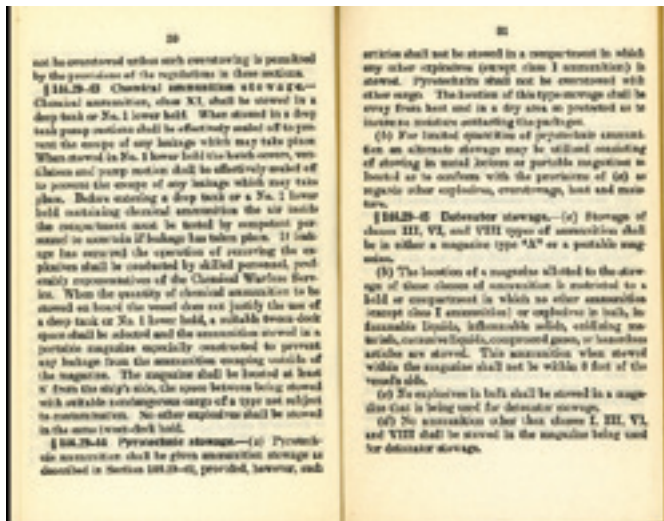 30
not be overstowed unless such overstowing is permitted
by the provisions of the regulations in these sections.
Chemical ammunition stowage.—
Chemical ammunition, class XI, shall be stowed in a
deep tank or No. 1 lower hold. When stowed in a deep
tank pump suctions shall be effectively sealed off to pre-
vent the escape of any leakage which may take place.
When stowed in No. 1 lower hold the hatch covers, ven-
tilators and pump suction shall be effectively sealed off
to prevent the escape of any leakage which may take
place. Before entering a deep tank or a No. 1 lower
hold containing chemical ammunition the air inside
the compartment must be tested by competent per-
sonnel to ascertain if leakage has taken place. If leak-
age has occurred the operation of removing the ex-
plosives shall be conducted by skilled personnel, pref-
erably representatives of the Chemical Warfare Serv-
ice. When the quantity of chemical ammunition to be
stowed on board the vessel does not justify the use of
a deep tank or No. 1 lower hold, a suitable tween-deck
space shall be selected and the ammunition stowed in a
portable magazine especially constructed to prevent
any leakage from the ammunition escaping outside of
the magazine. The magazine shall be located at least
from the ship's side, the space between being stowed
with suitable nondangerous cargo of a type not subject
to contamination. No other explosives shall be stowed
in the same tween-deck hold.
Pyrotechnic stowage.—(a) Pyrotech-
nic ammunition shall be given ammunition stowage as
described in Section provided, however, such
31
articles shall not be stowed in a compartment in which
any other explosives (except class I ammunition) is
stowed. Pyrotechnics shall not be overstowed with
other cargo. The location of this type stowage shall be
away from heat and in a dry area so protected as to
insure no moisture contacting the packages.
(b) For limited quantities of pyrotechnic ammuni-
tion an alternate stowage may be utilized consisting
of stowing in metal lockers or portable magazines so
located as to conform with the provisions of (a) as
regards other explosives, overstowage, heat and mois-
ture.
Detonator stowage.—(a) Stowage of
classes III, VI, and VIII types of ammunition shall
be in either a magazine type "A" or a portable mag-
azine.
(b) The location of a magazine allotted to the stow-
age of these classes of ammunition is restricted to a
hold or compartment in which no other ammunition
(except class I ammunition) or explosives in bulk, in-
flammable liquids, inflammable solids, oxidizing ma-
terials, corrosive liquids, compressed gases, or hazardous
articles are stowed. This ammunition when stowed
within the magazine shall not be within 8 feet of the
vessel's side.
(c) No explosives in bulk shall be stowed in a maga-
zine that is being used for detonator stowage.
(d) No ammunition other than classes I, III, VI,
and VIII shall be stowed in the magazine being used
for detonator stowage.